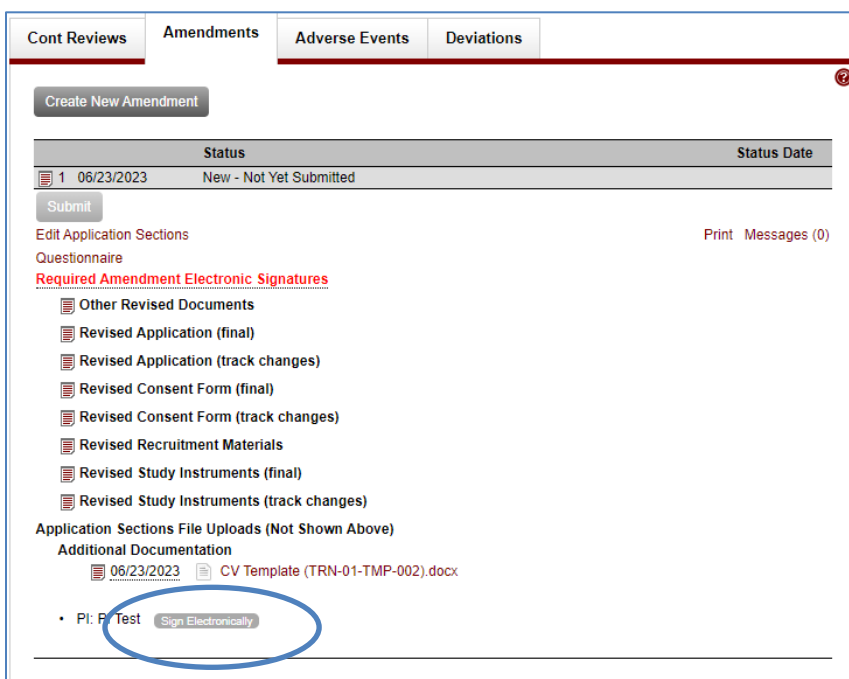 Cont Reviews Amendments Adverse Events Deviations
?
Create New Amendment
Status Status Date
1 06/23/2023 New - Not Yet Submitted
Submit
Edit Application Sections Print Messages (0)
Questionnaire
Required Amendment Electronic Signatures
Other Revised Documents
Revised Application (final)
Revised Application (track changes)
Revised Consent Form (final)
Revised Consent Form (track changes)
Revised Recruitment Materials
Revised Study Instruments (final)
Revised Study Instruments (track changes)
Application Sections File Uploads (Not Shown Above)
Additional Documentation
06/23/2023 CV Template (TRN-01-TMP-002).docx
• PI: PI Test Sign Electronically